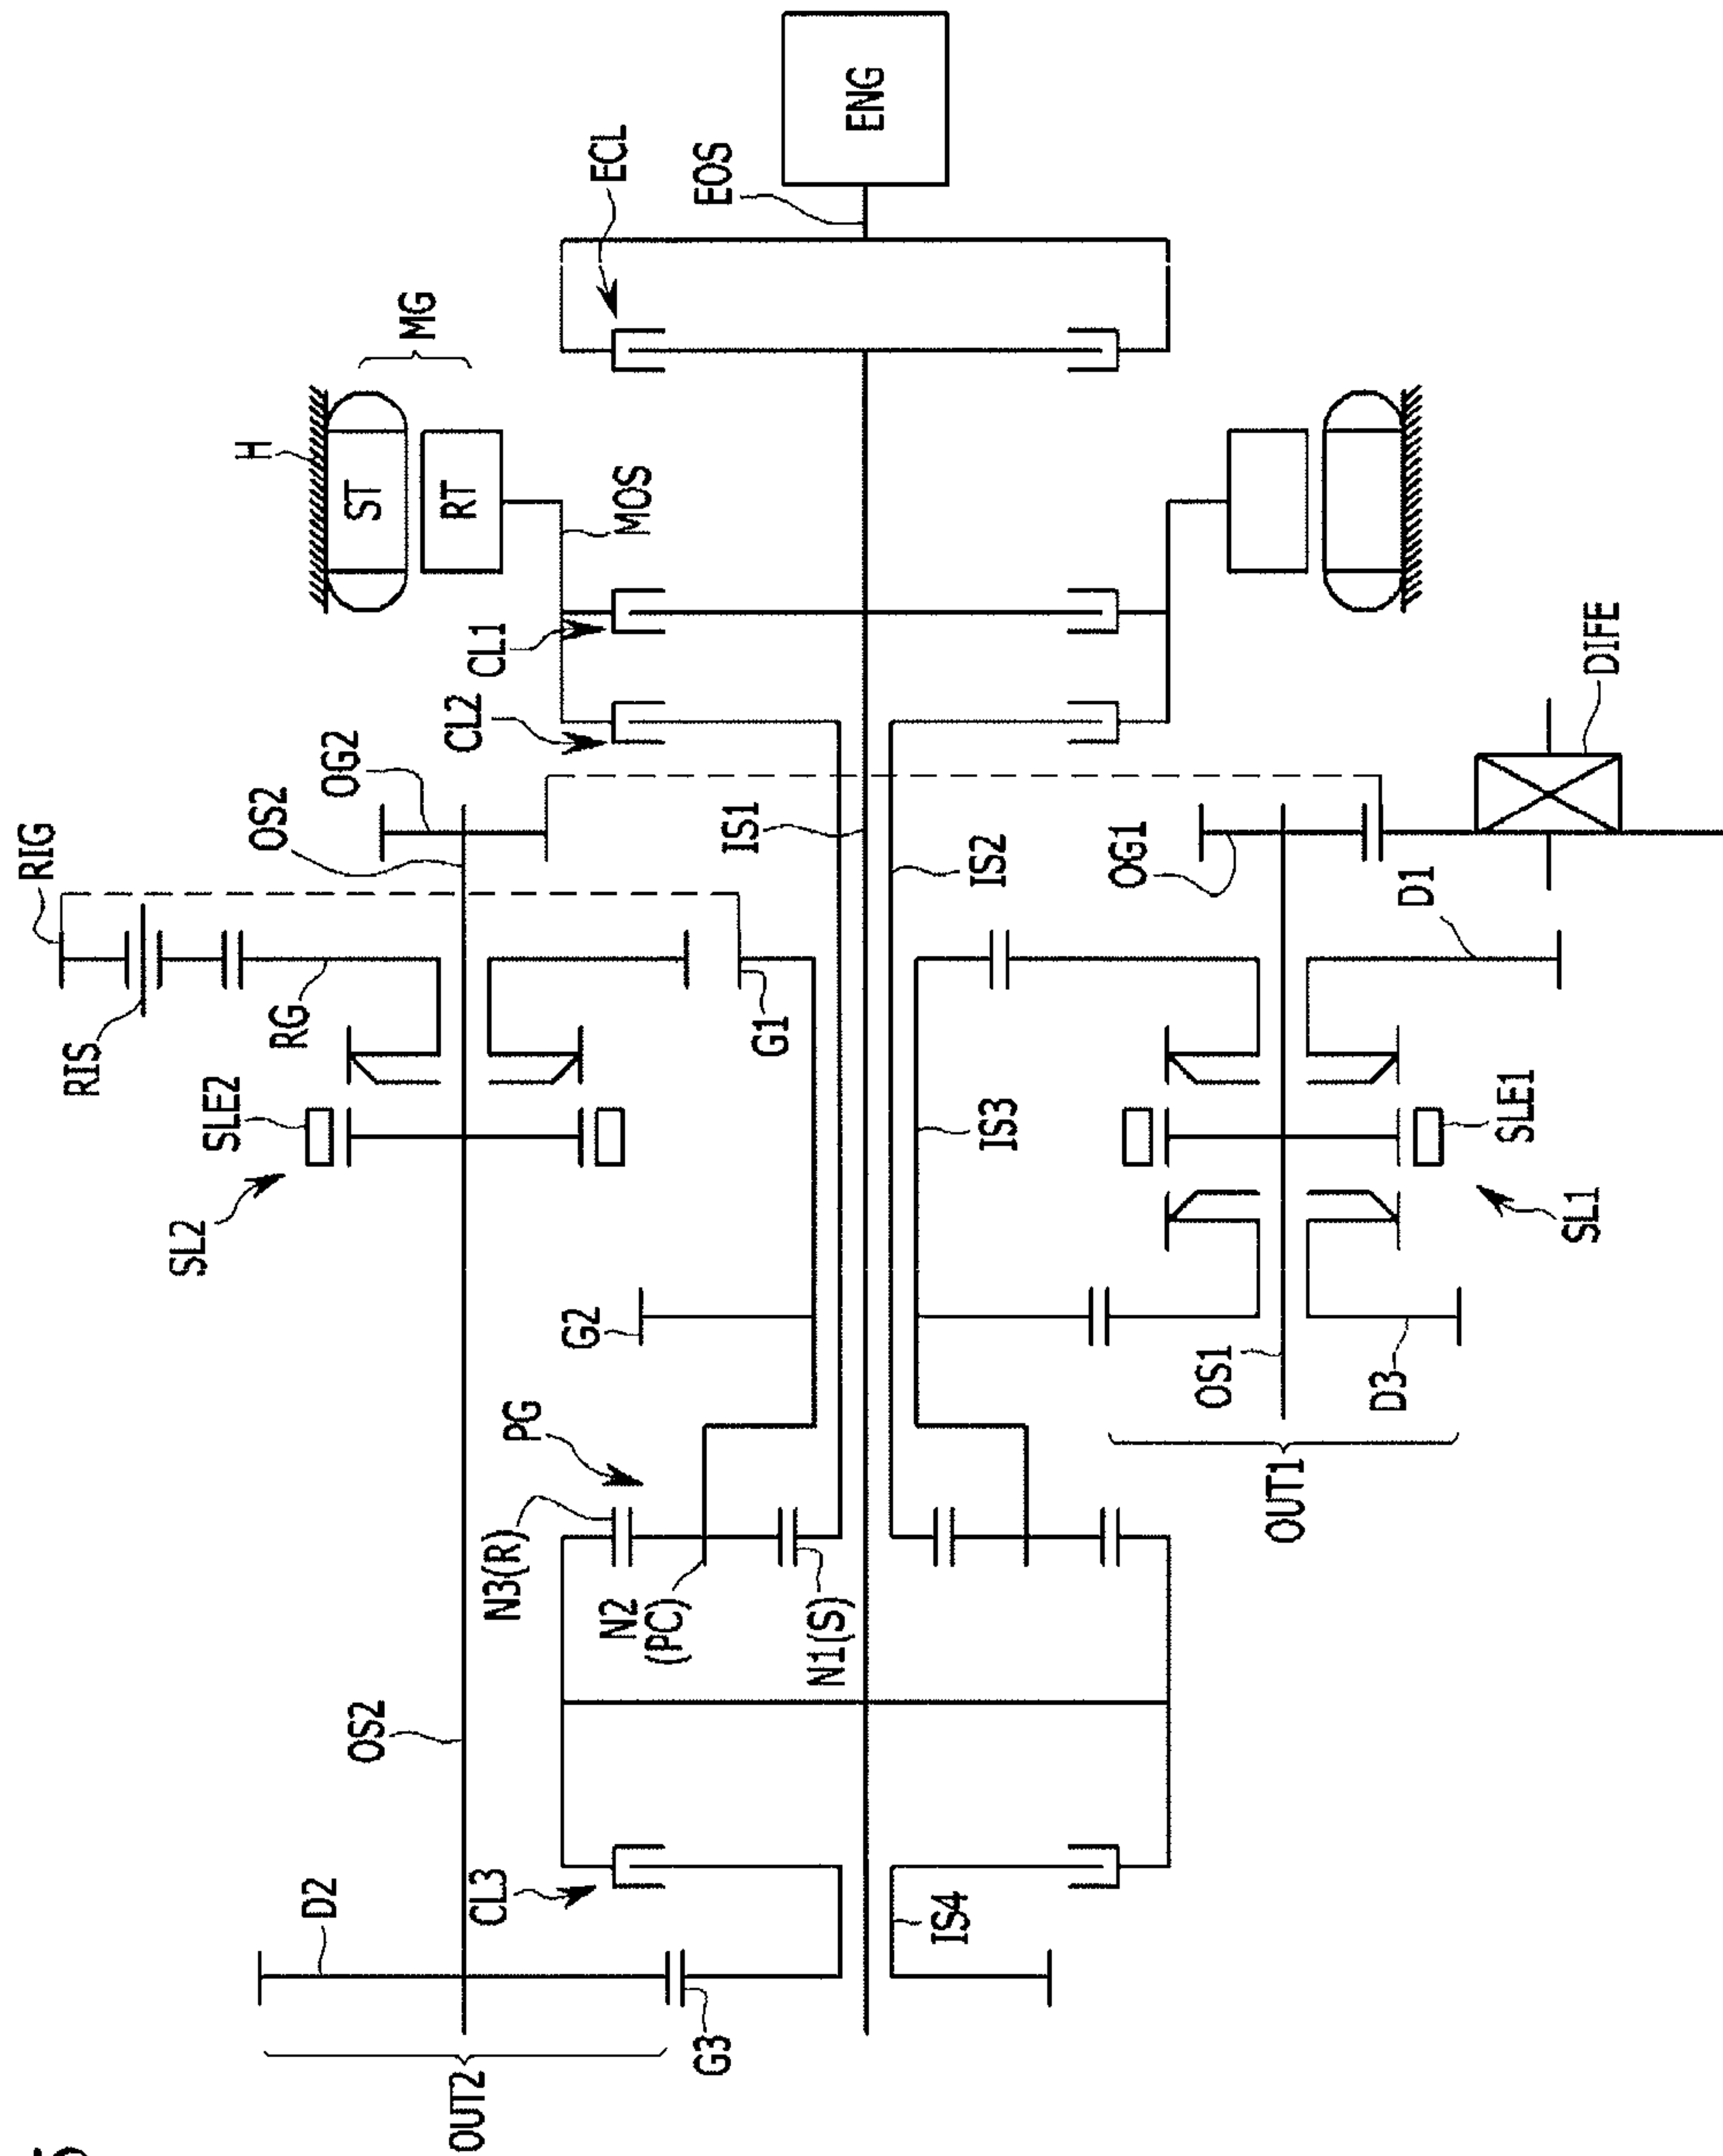 ENG
ECL
EOS
MG
H
ST
RT
MOS
CL1
CL2
DIFE
OG2
OS2
RIG
IS1
IS2
OG1
D1
RIS
RG
G1
SLE2
IS3
SLE1
SL2
SL1
G2
OS1
D3
PG
OUT1
N3(R)
N2
(PC)
N1(S)
OS2
D2
CL3
IS4
G3
OUT2